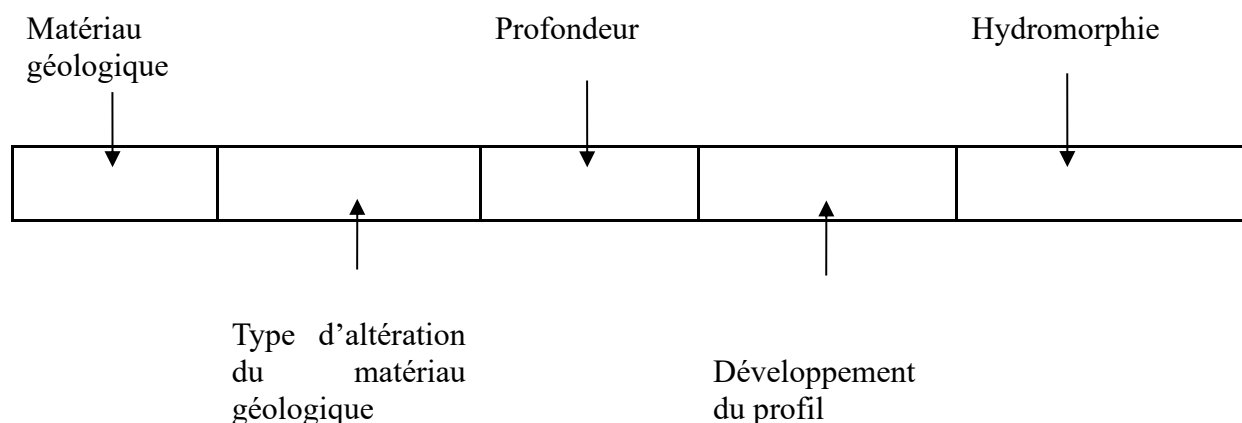 Matériau
géologique
Profondeur
Hydromorphie
Type d'altération
du matériau
géologique
Développement
du profil